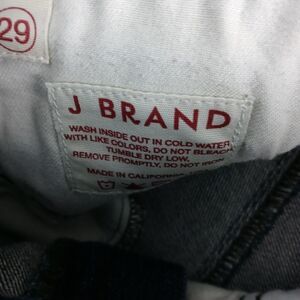 29
J BRAND
WASH INSIDE OUT IN COLD WATER
WITH LIKE COLORS, DO NOT BLEACH
TUMBLE DRY LOW,
REMOVE PROMPTLY, DO NOT IRON
MADE IN CALIFORNIA